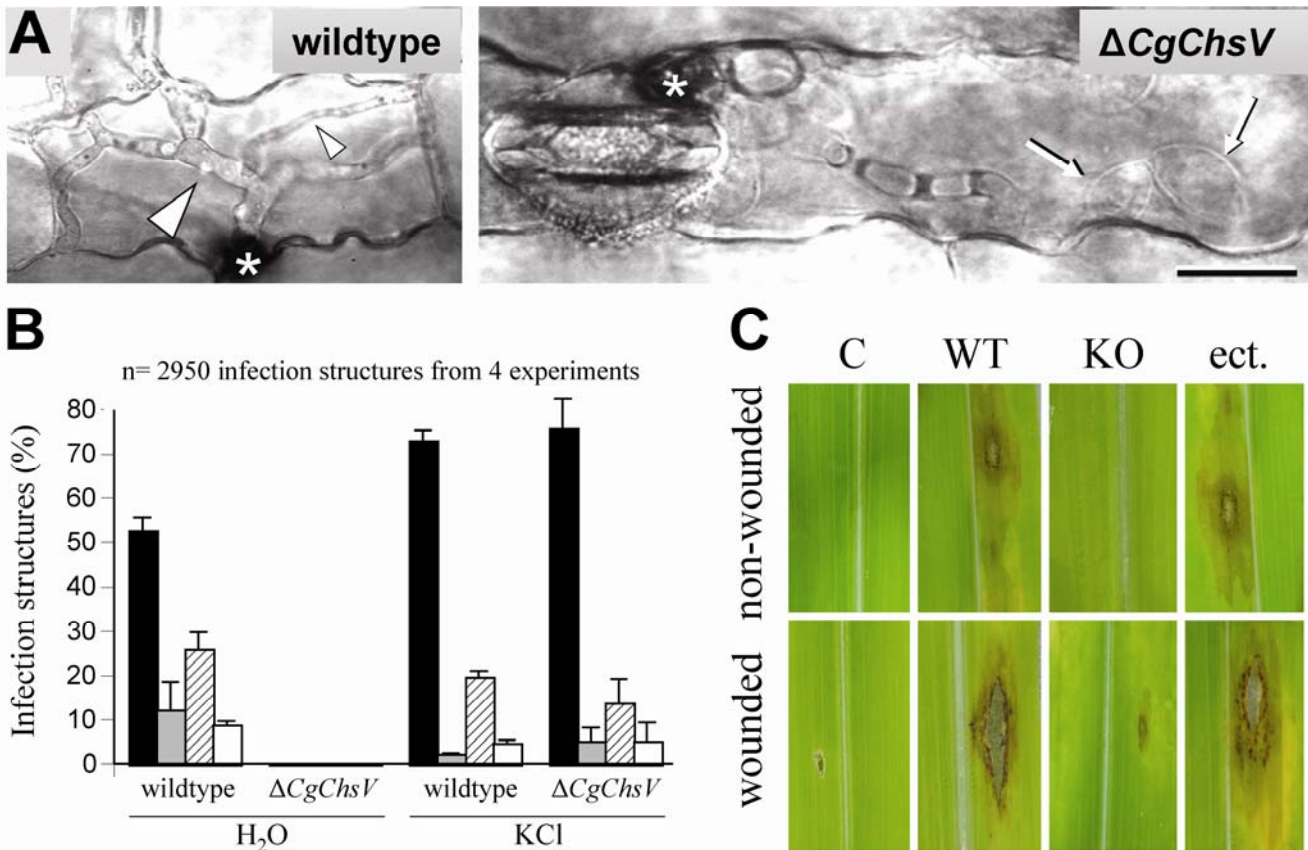 A
wildtype
ΔCgChsV
*
*
B
n= 2950 infection structures from 4 experiments
Infection structures (%)
80
70
60
50
40
30
20
10
0
wildtype
ΔCgChsV
wildtype
ΔCgChsV
H₂O
KCl
C
C
WT
KO
ect.
non-wounded
wounded